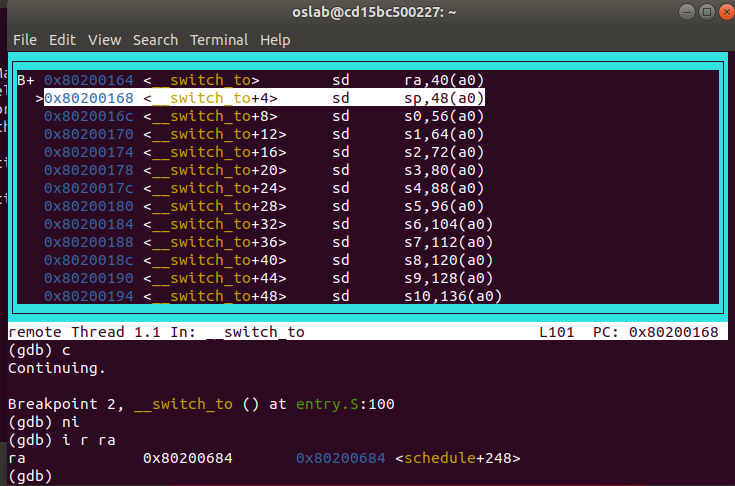 oslab@cd15bc500227: ~
File Edit View Search Terminal Help
B+ 0x80200164 <__switch_to> sd ra,40(a0)
>0x80200168 <__switch_to+4> sd sp,48(a0)
0x8020016c <__switch_to+8> sd s0,56(a0)
0x80200170 <__switch_to+12> sd s1,64(a0)
0x80200174 <__switch_to+16> sd s2,72(a0)
0x80200178 <__switch_to+20> sd s3,80(a0)
0x8020017c <__switch_to+24> sd s4,88(a0)
0x80200180 <__switch_to+28> sd s5,96(a0)
0x80200184 <__switch_to+32> sd s6,104(a0)
0x80200188 <__switch_to+36> sd s7,112(a0)
0x8020018c <__switch_to+40> sd s8,120(a0)
0x80200190 <__switch_to+44> sd s9,128(a0)
0x80200194 <__switch_to+48> sd s10,136(a0)
remote Thread 1.1 In: __switch_to L101 PC: 0x80200168
(gdb) c
Continuing.
Breakpoint 2, __switch_to () at entry.S:100
(gdb) ni
(gdb) i r ra
ra 0x80200684 0x80200684 <schedule+248>
(gdb)